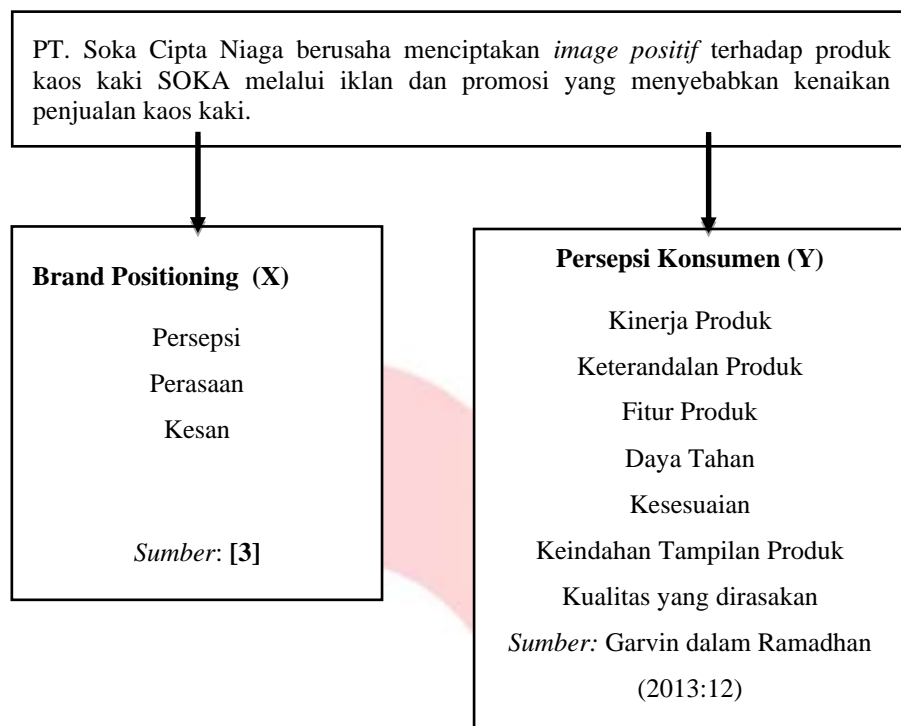 PT. Soka Cipta Niaga berusaha menciptakan image positif terhadap produk
kaos kaki SOKA melalui iklan dan promosi yang menyebabkan kenaikan
penjualan kaos kaki.
Brand Positioning (X)
Persepsi
Perasaan
Kesan
Sumber: [3]
Persepsi Konsumen (Y)
Kinerja Produk
Keterandalan Produk
Fitur Produk
Daya Tahan
Kesesuaian
Keindahan Tampilan Produk
Kualitas yang dirasakan
Sumber: Garvin dalam Ramadhan
(2013:12)